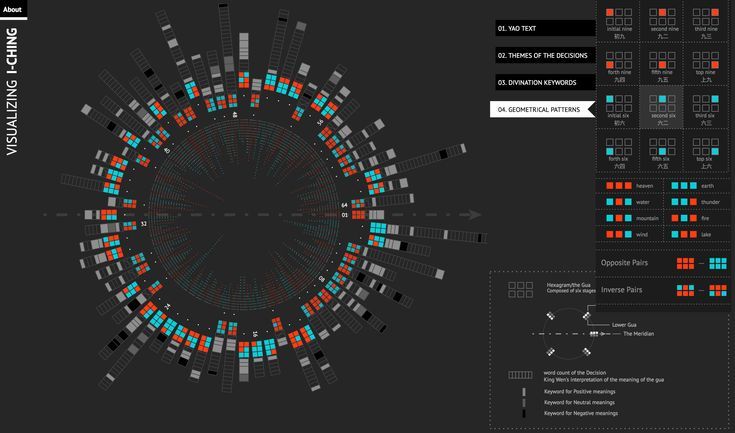 About
VISUALIZING I-CHING
01. YAO TEXT
02. THEMES OF THE DECISIONS
03. DIVINATION KEYWORDS
04. GEOMETRICAL PATTERNS
initial nine
初九
second nine
九二
third nine
九三
forth nine
九四
fifth nine
九五
top nine
上九
initial six
初六
second six
六二
third six
六三
forth six
六四
fifth six
六五
top six
上六
heaven
earth
water
thunder
mountain
fire
wind
lake
Opposite Pairs
Inverse Pairs
Hexagram/the Gua
Composed of six stages
Lower Gua
The Meridian
word count of the Decision
King Wen's Interpretation of the meaning of the gua
Keyword for Positive meanings
Keyword for Neutral meanings
Keyword for Negative meanings
48
56
64
01
08
16
24
32
40